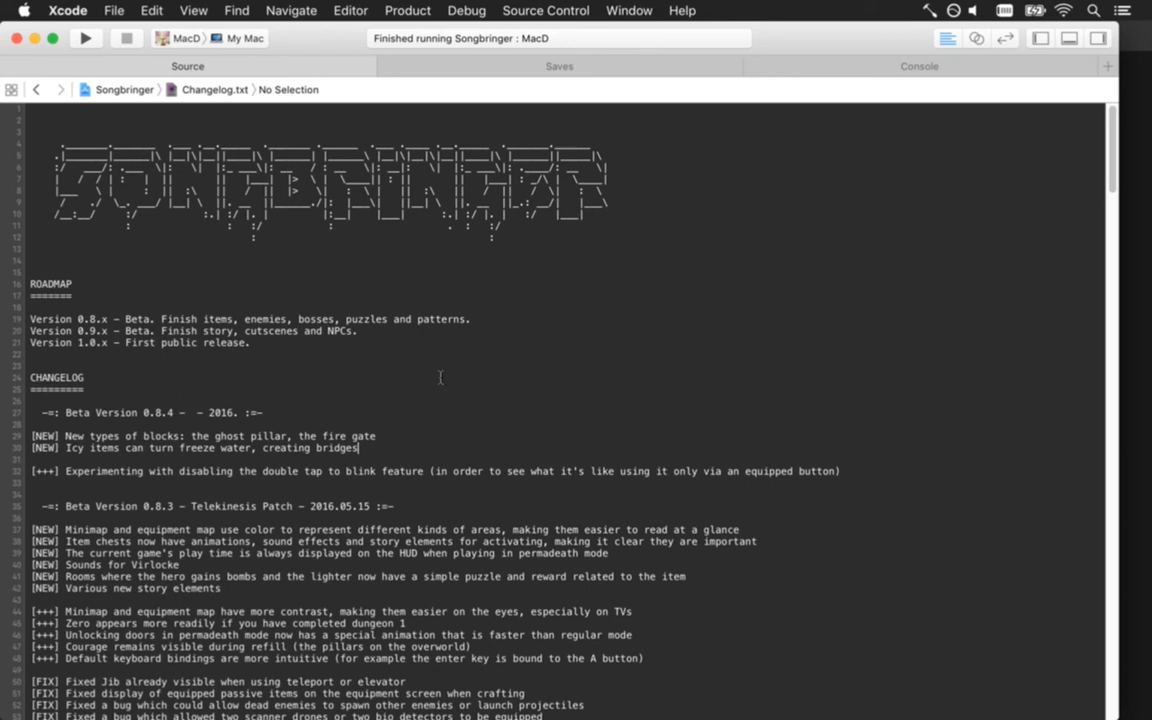 Xcode File Edit View Find Navigate Editor Product Debug Source Control Window Help
MacD My Mac Finished running Songbringer : MacD
Source Saves Console
Songbringer Changelog.txt No Selection
ROADMAP
=======
Version 0.8.x – Beta. Finish items, enemies, bosses, puzzles and patterns.
Version 0.9.x – Beta. Finish story, cutscenes and NPCs.
Version 1.0.x – First public release.
CHANGELOG
=========
-=: Beta Version 0.8.4 – – 2016. :=-
[NEW] New types of blocks: the ghost pillar, the fire gate
[NEW] Icy items can turn freeze water, creating bridges
[+++] Experimenting with disabling the double tap to blink feature (in order to see what it's like using it only via an equipped button)
-=: Beta Version 0.8.3 – Telekinesis Patch – 2016.05.15 :=-
[NEW] Minimap and equipment map use color to represent different kinds of areas, making them easier to read at a glance
[NEW] Item chests now have animations, sound effects and story elements for activating, making it clear they are important
[NEW] The current game's play time is always displayed on the HUD when playing in permadeath mode
[NEW] Sounds for Virlocke
[NEW] Rooms where the hero gains bombs and the lighter now have a simple puzzle and reward related to the item
[NEW] Various new story elements
[+++] Minimap and equipment map have more contrast, making them easier on the eyes, especially on TVs
[+++] Zero appears more readily if you have completed dungeon 1
[+++] Unlocking doors in permadeath mode now has a special animation that is faster than regular mode
[+++] Courage remains visible during refill (the pillars on the overworld)
[+++] Default keyboard bindings are more intuitive (for example the enter key is bound to the A button)
[FIX] Fixed Jib already visible when using teleport or elevator
[FIX] Fixed display of equipped passive items on the equipment screen when crafting
[FIX] Fixed a bug which could allow dead enemies to spawn other enemies or launch projectiles
[FIX] Fixed a bug which allowed two scanner drones or two bio detectors to be equipped